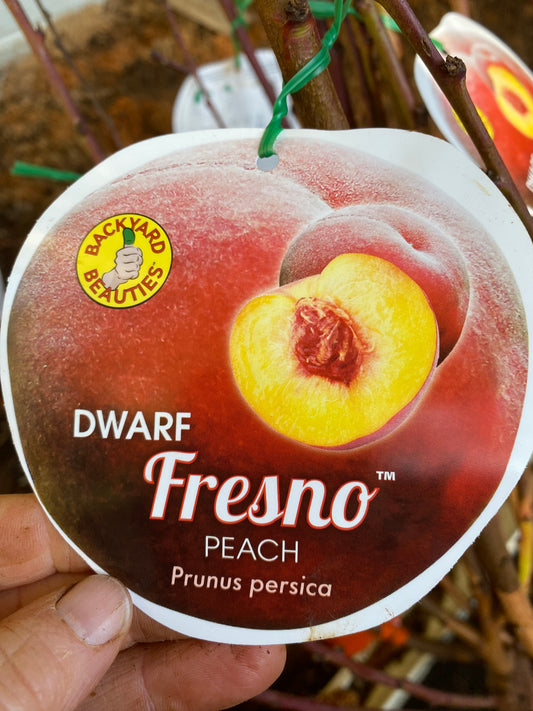 BACKYARD
BEAUTIES
DWARF
Fresno™
PEACH
Prunus persica